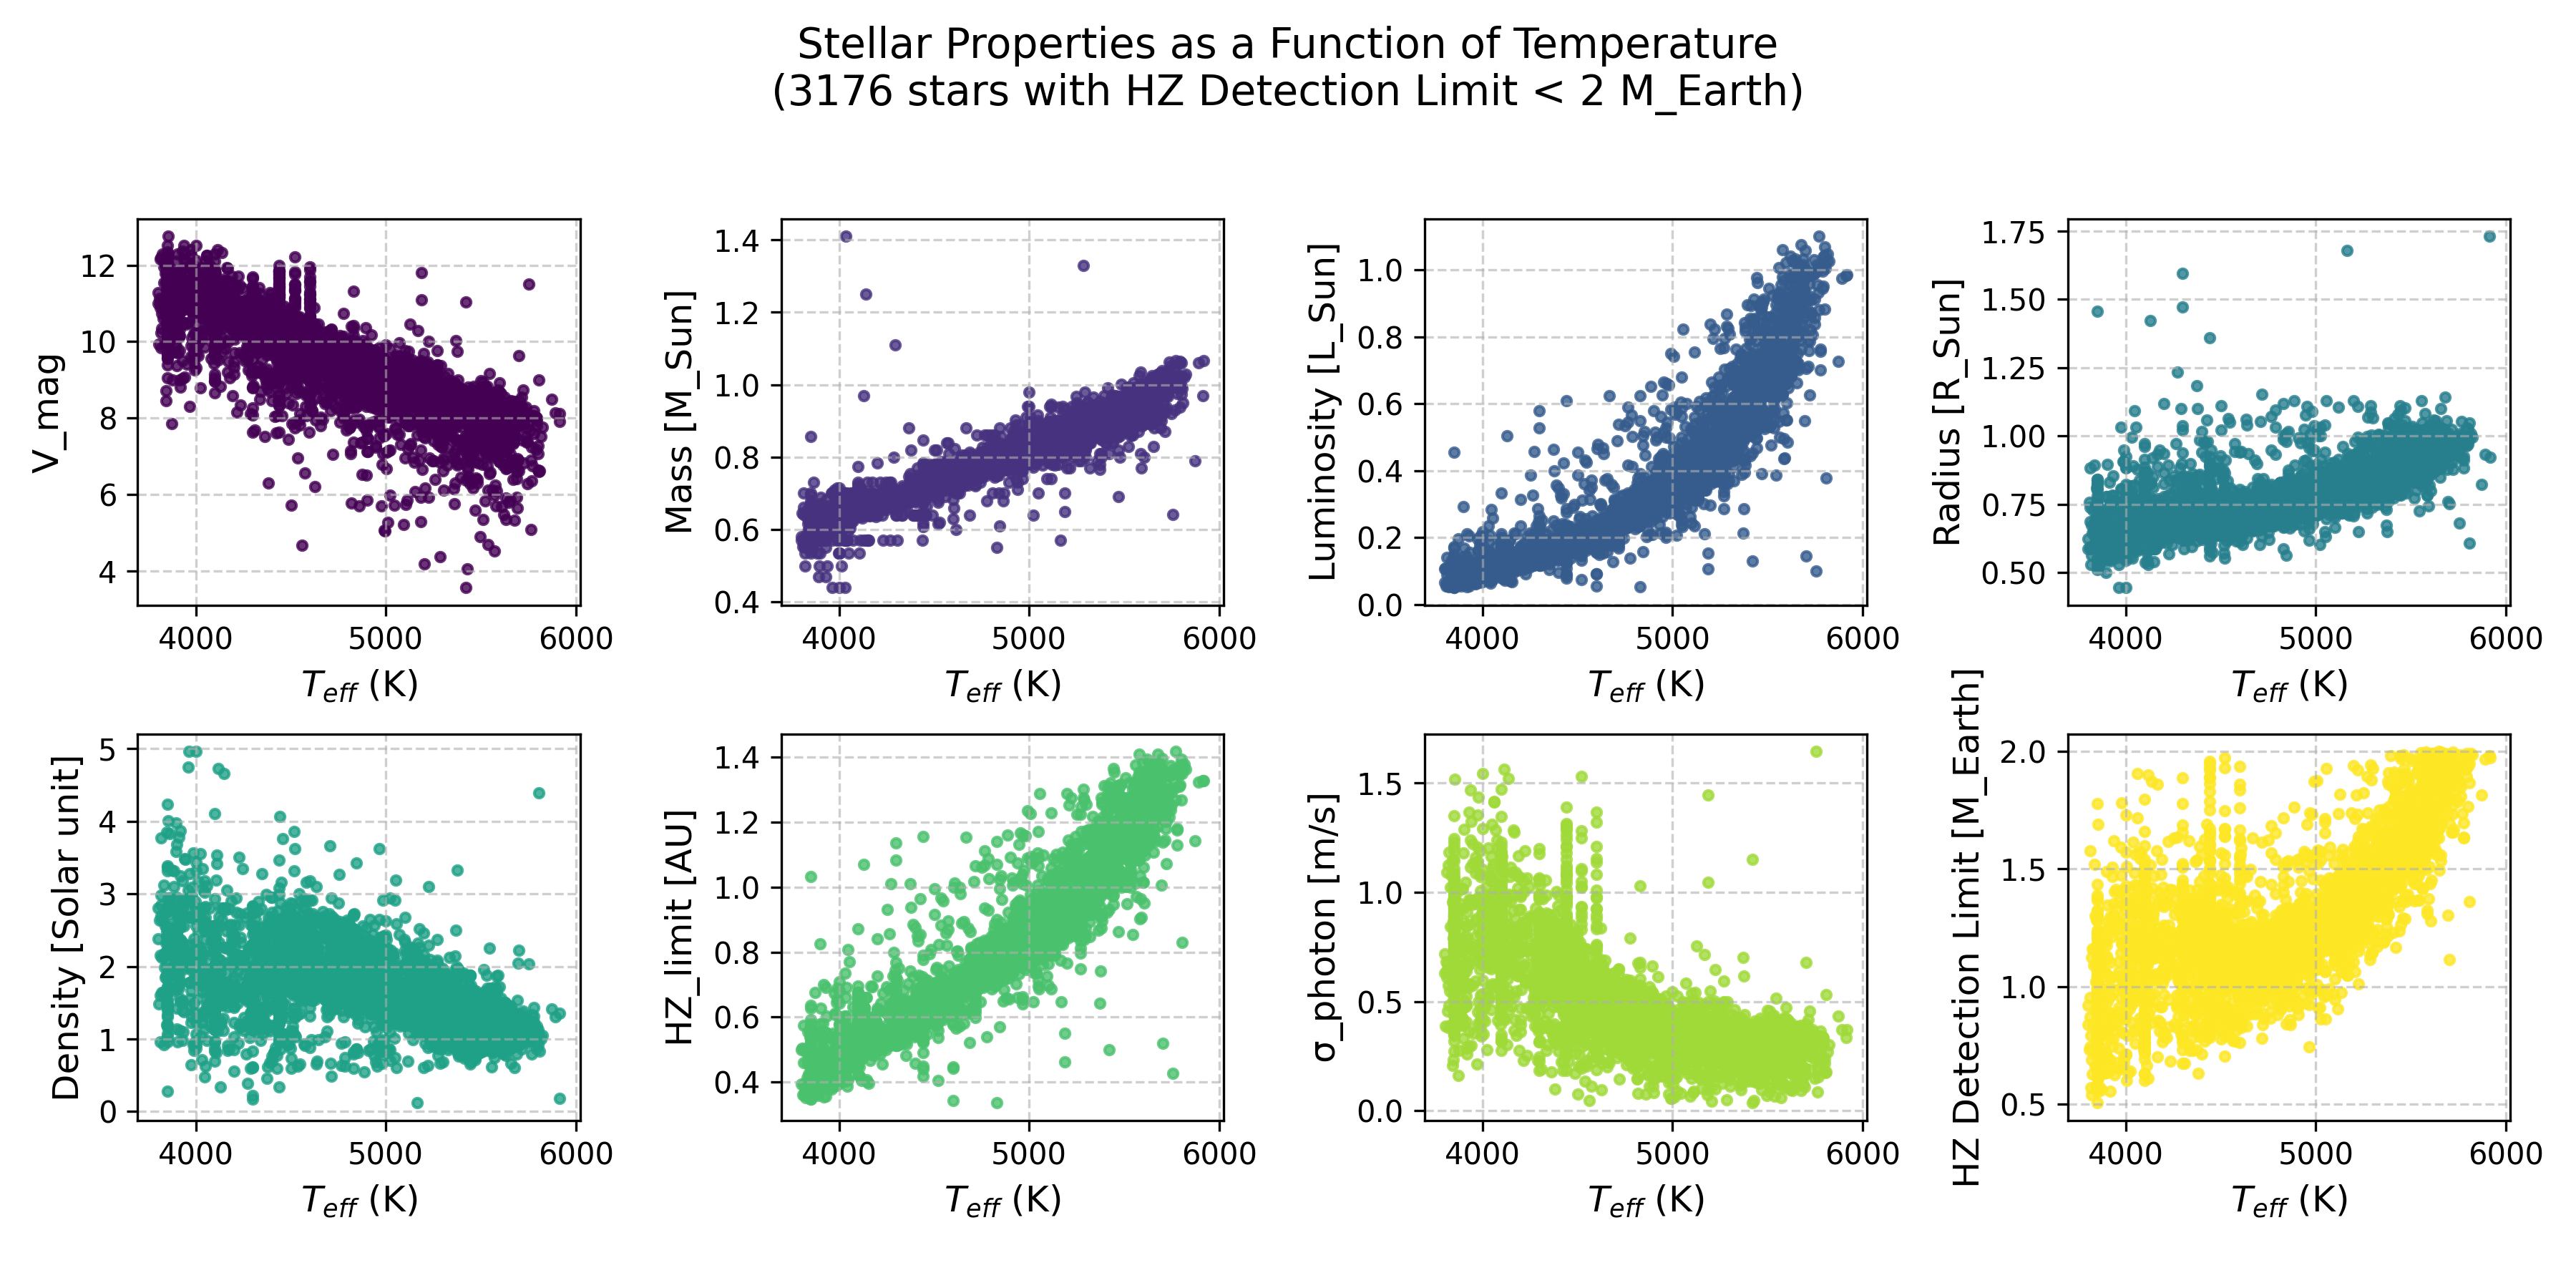 Stellar Properties as a Function of Temperature
(3176 stars with HZ Detection Limit < 2 M_Earth)
V_mag
12
10
8
6
4
4000 5000 6000
T_eff (K)
Mass [M_Sun]
1.4
1.2
1.0
0.8
0.6
0.4
4000 5000 6000
T_eff (K)
Luminosity [L_Sun]
1.0
0.8
0.6
0.4
0.2
0.0
4000 5000 6000
T_eff (K)
Radius [R_Sun]
1.75
1.50
1.25
1.00
0.75
0.50
4000 5000 6000
T_eff (K)
Density [Solar unit]
5
4
3
2
1
0
4000 5000 6000
T_eff (K)
HZ_limit [AU]
1.4
1.2
1.0
0.8
0.6
0.4
4000 5000 6000
T_eff (K)
σ_photon [m/s]
1.5
1.0
0.5
0.0
4000 5000 6000
T_eff (K)
HZ Detection Limit [M_Earth]
2.0
1.5
1.0
0.5
4000 5000 6000
T_eff (K)